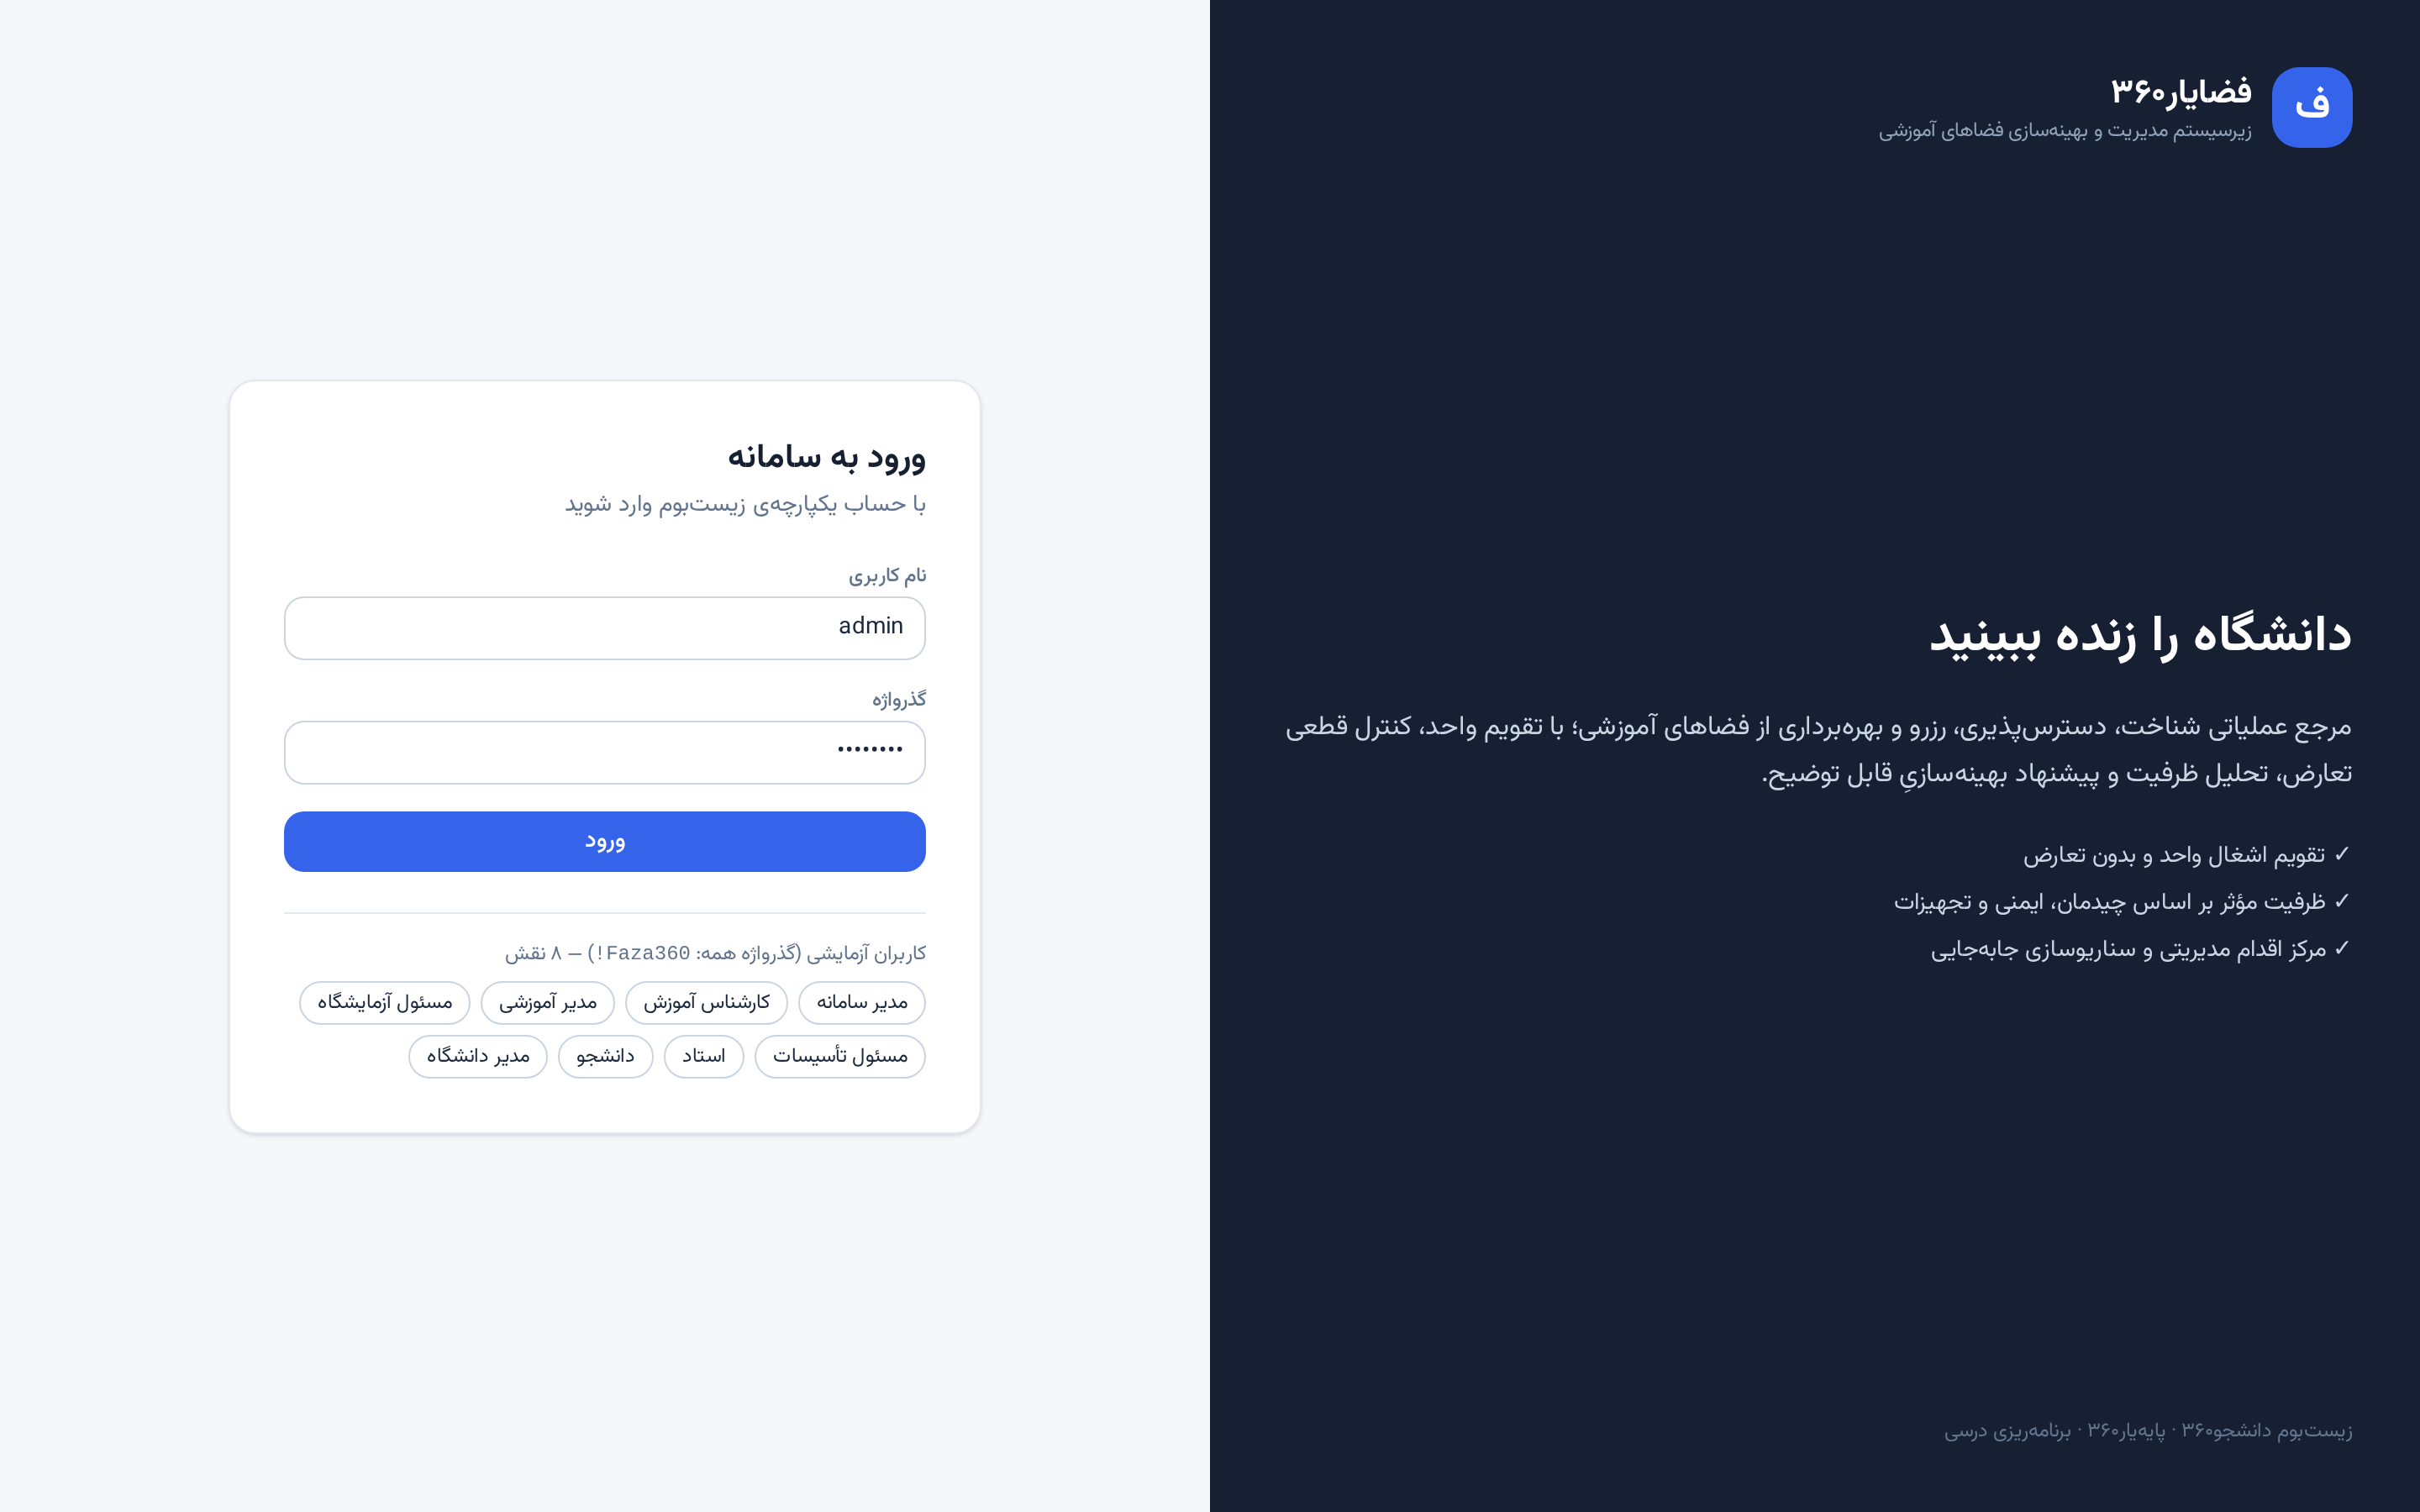 ف
فضایار۳۶۰
زیرسیستم مدیریت و بهینه‌سازی فضاهای آموزشی
دانشگاه را زنده ببینید
مرجع عملیاتی شناخت، دسترس‌پذیری، رزرو و بهره‌برداری از فضاهای آموزشی؛ با تقویم واحد، کنترل قطعی
تعارض، تحلیل ظرفیت و پیشنهاد بهینه‌سازیِ قابل توضیح.
✓ تقویم اشغال واحد و بدون تعارض
✓ ظرفیت مؤثر بر اساس چیدمان، ایمنی و تجهیزات
✓ مرکز اقدام مدیریتی و سناریوسازی جابه‌جایی
زیست‌بوم دانشجو۳۶۰ · پایه‌یار۳۶۰ · برنامه‌ریزی درسی
ورود به سامانه
با حساب یکپارچه‌ی زیست‌بوم وارد شوید
نام کاربری
admin
گذرواژه
••••••••
ورود
کاربران آزمایشی (گذرواژه همه: Faza360!) — ۸ نقش
مدیر سامانه کارشناس آموزش مدیر آموزشی مسئول آزمایشگاه
مسئول تأسیسات استاد دانشجو مدیر دانشگاه